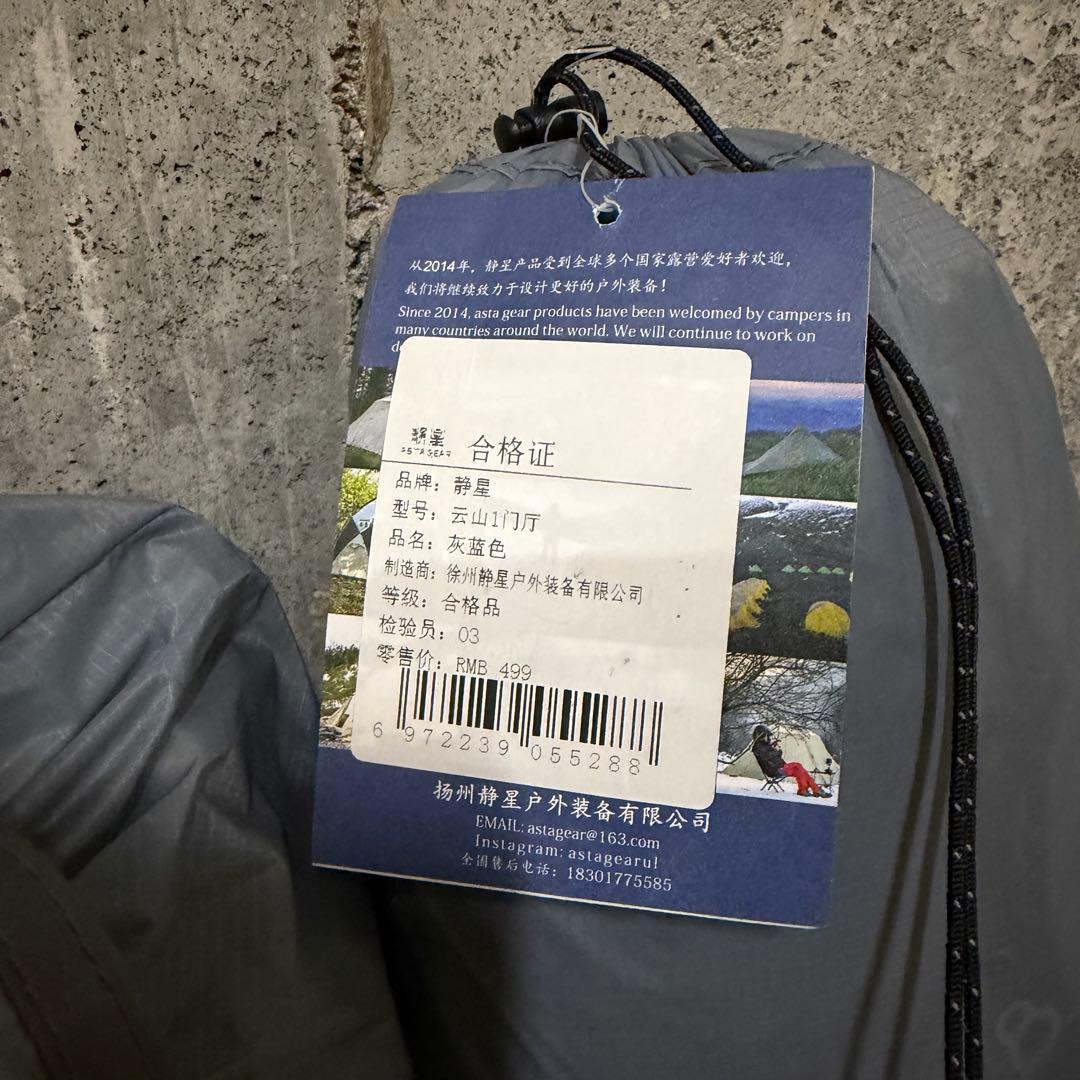 从2014年，静星产品受到全球多个国家露营爱好者欢迎，
我们将继续致力于设计更好的户外装备！
Since 2014, asta gear products have been welcomed by campers in
many countries around the world. We will continue to work on
静星
ASTA GEAR
合格证
品牌：静星
型号：云山1门厅
品名：灰蓝色
制造商：徐州静星户外装备有限公司
等级：合格品
检验员：03
零售价：RMB 499
6 972239 055288
扬州静星户外装备有限公司
EMAIL: astagear@163.com
Instagram: astagearul
全国售后电话：18301775585